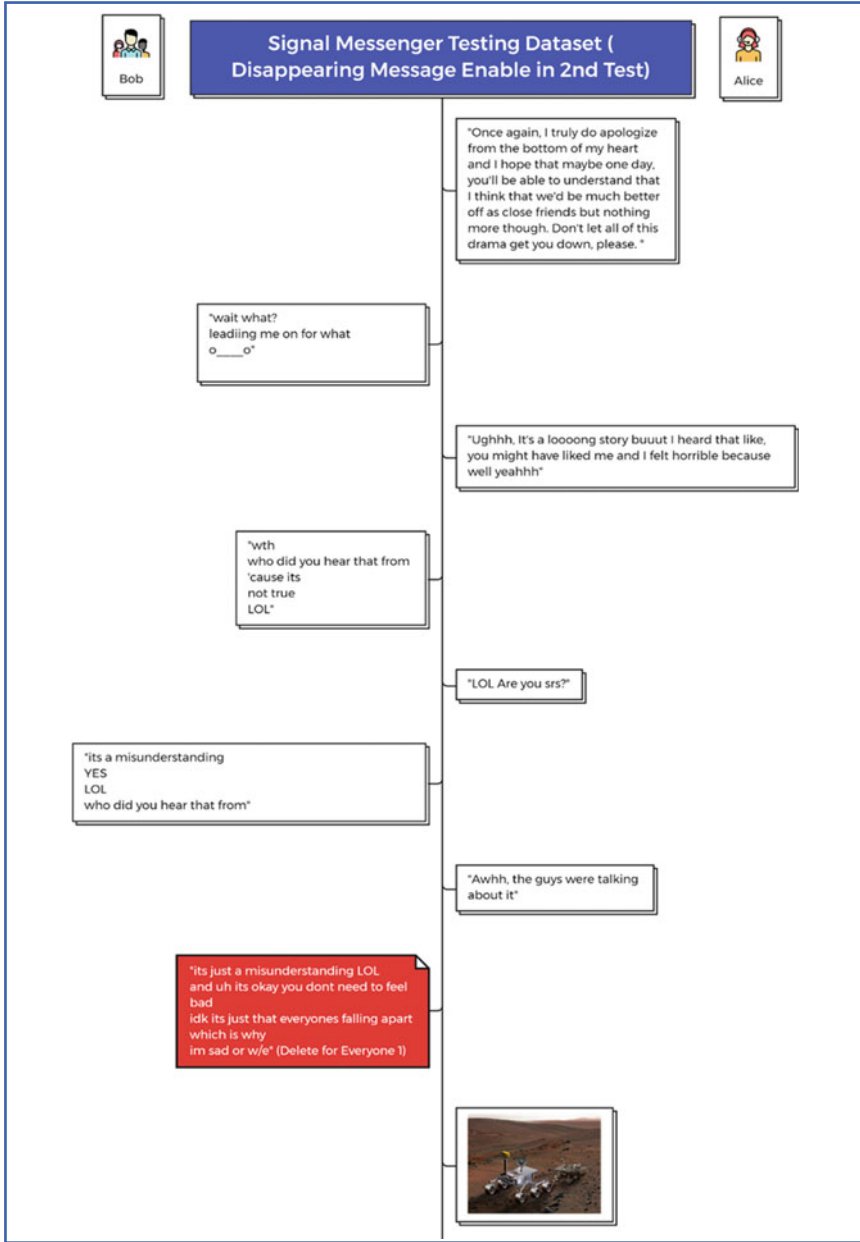 Bob
Signal Messenger Testing Dataset (
Disappearing Message Enable in 2nd Test)
Alice
"Once again, I truly do apologize
from the bottom of my heart
and I hope that maybe one day,
you'll be able to understand that
I think that we'd be much better
off as close friends but nothing
more though. Don't let all of this
drama get you down, please. "
"wait what?
leadiing me on for what
o____o"
"Ughhh, It's a loooong story buuut I heard that like,
you might have liked me and I felt horrible because
well yeahhh"
"wth
who did you hear that from
'cause its
not true
LOL"
"LOL Are you srs?"
"its a misunderstanding
YES
LOL
who did you hear that from"
"Awhh, the guys were talking
about it"
"its just a misunderstanding LOL
and uh its okay you dont need to feel
bad
idk its just that everyones falling apart
which is why
im sad or w/e" (Delete for Everyone 1)